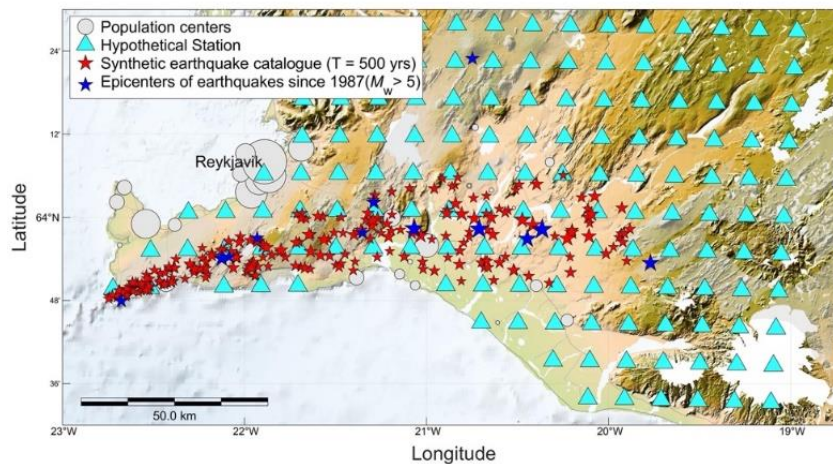 Population centers
Hypothetical Station
Synthetic earthquake catalogue (T = 500 yrs)
Epicenters of earthquakes since 1987(Mw> 5)
24'
12'
Reykjavik
64°N
48'
36'
Latitude
50.0 km
23°W
22°W
21°W
20°W
19°W
Longitude